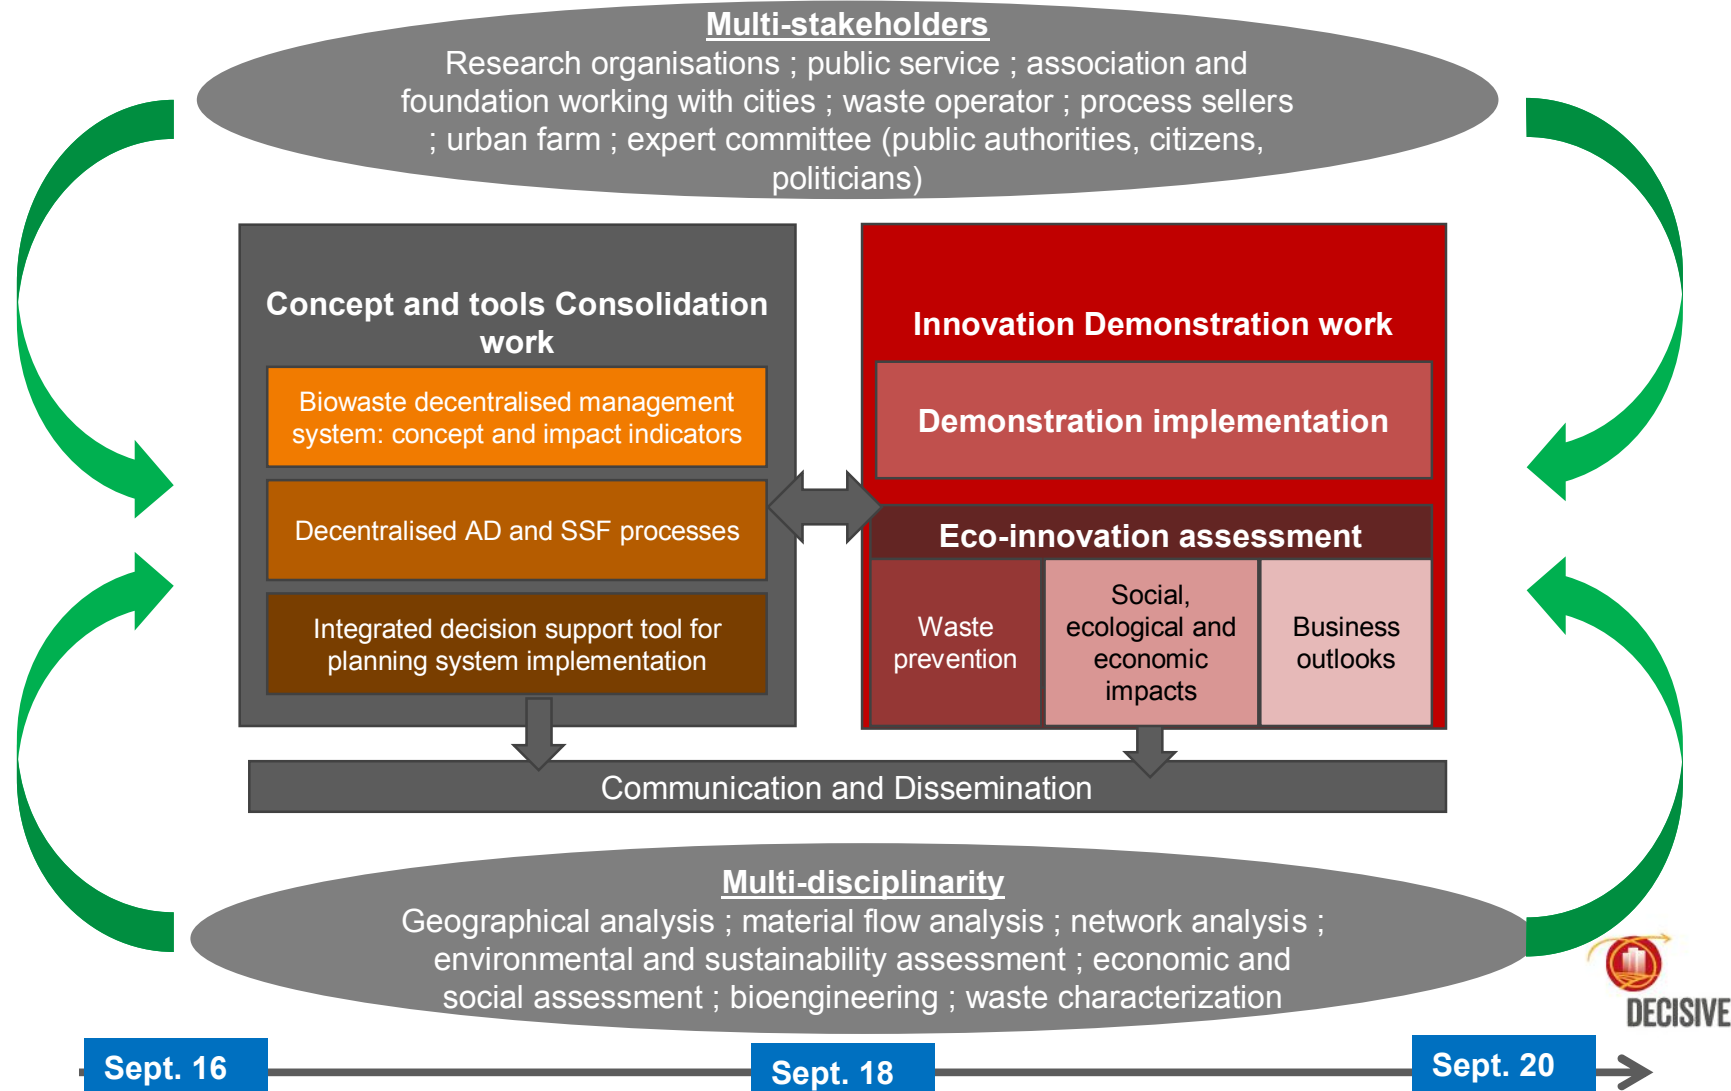 Multi-stakeholders
Research organisations ; public service ; association and
foundation working with cities ; waste operator ; process sellers
; urban farm ; expert committee (public authorities, citizens,
politicians)
Concept and tools Consolidation
work
Biowaste decentralised management
system: concept and impact indicators
Decentralised AD and SSF processes
Integrated decision support tool for
planning system implementation
Innovation Demonstration work
Demonstration implementation
Eco-innovation assessment
Waste
prevention
Social,
ecological and
economic
impacts
Business
outlooks
Communication and Dissemination
Multi-disciplinarity
Geographical analysis ; material flow analysis ; network analysis ;
environmental and sustainability assessment ; economic and
social assessment ; bioengineering ; waste characterization
DECISIVE
Sept. 16
Sept. 18
Sept. 20